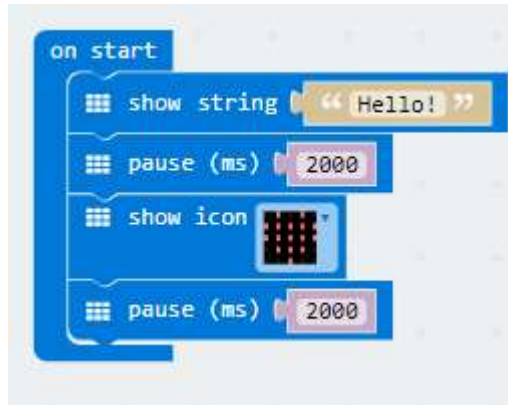 on start
show string “ Hello! ”
pause (ms) 2000
show icon
pause (ms) 2000